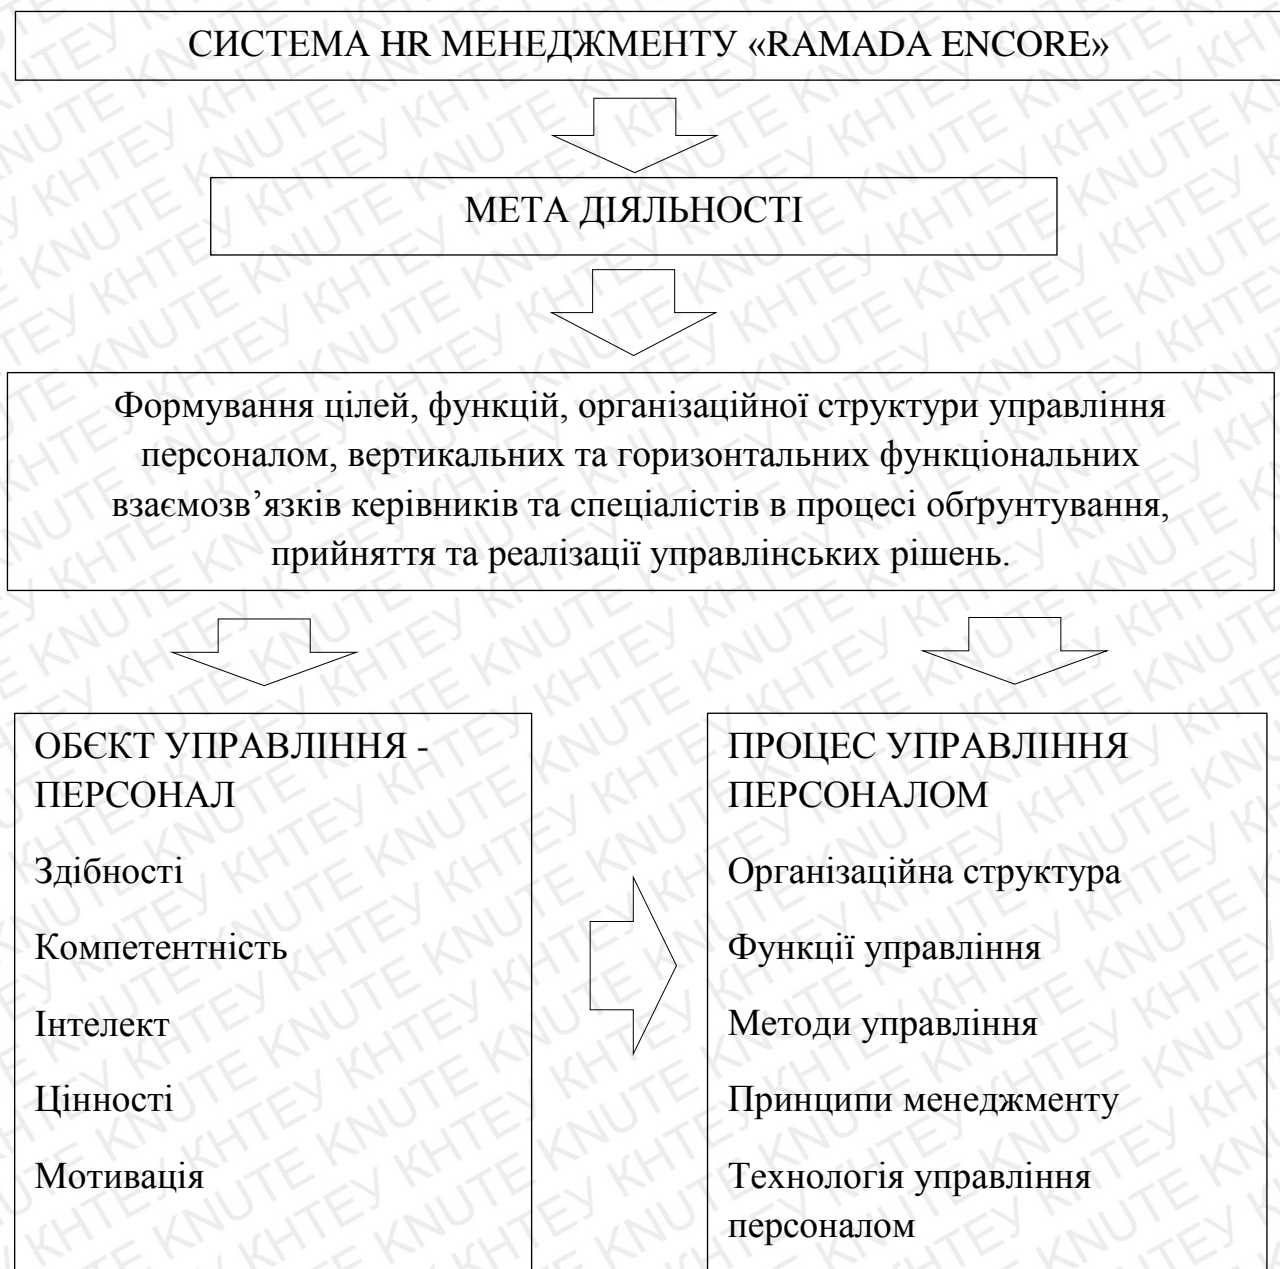 СИСТЕМА HR МЕНЕДЖМЕНТУ «RAMADA ENCORE»
МЕТА ДІЯЛЬНОСТІ
Формування цілей, функцій, організаційної структури управління
персоналом, вертикальних та горизонтальних функціональних
взаємозв’язків керівників та спеціалістів в процесі обґрунтування,
прийняття та реалізації управлінських рішень.
ОБЄКТ УПРАВЛІННЯ -
ПЕРСОНАЛ
Здібності
Компетентність
Інтелект
Цінності
Мотивація
ПРОЦЕС УПРАВЛІННЯ
ПЕРСОНАЛОМ
Організаційна структура
Функції управління
Методи управління
Принципи менеджменту
Технологія управління
персоналом